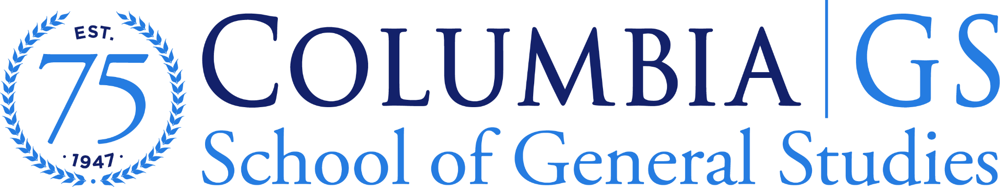 EST.
75
· 1947 ·
COLUMBIA | GS
School of General Studies